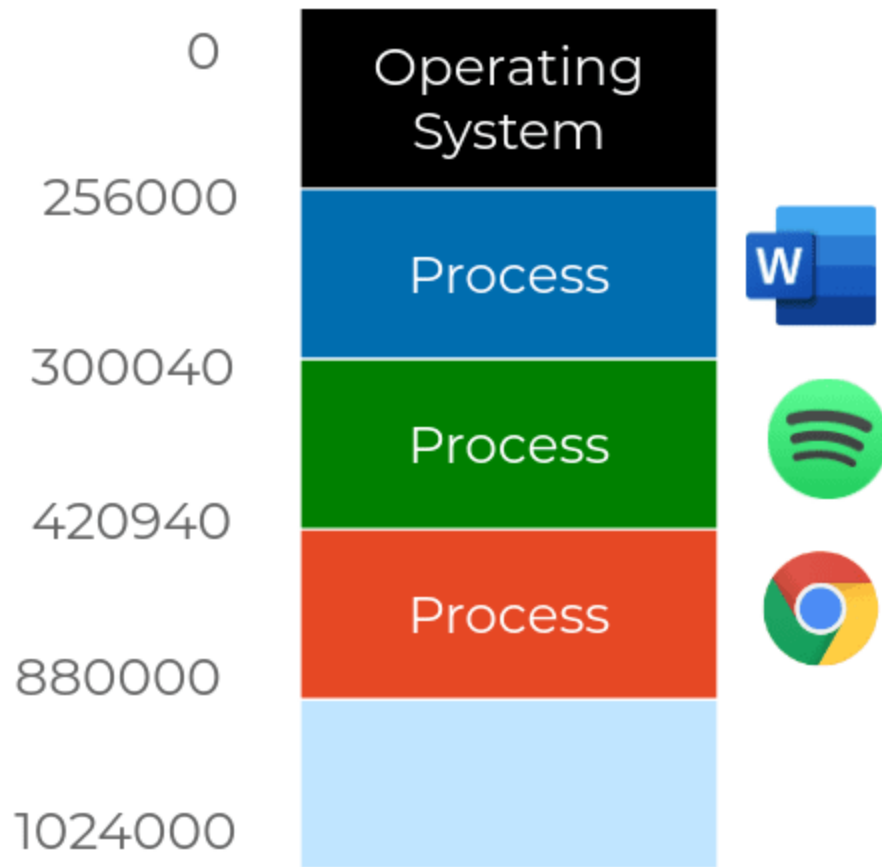 0
Operating
System
256000
Process
W
300040
Process
420940
Process
880000
1024000